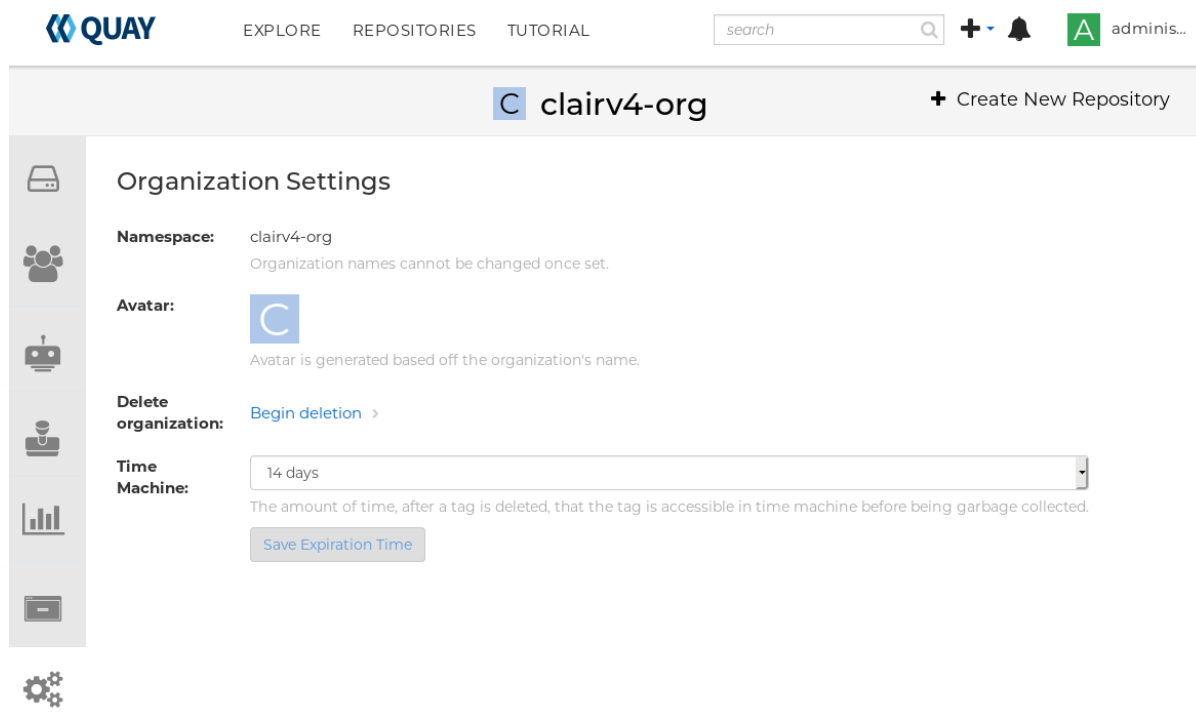 QUAY EXPLORE REPOSITORIES TUTORIAL search A adminis...
C clairv4-org + Create New Repository
Organization Settings
Namespace: clairv4-org
Organization names cannot be changed once set.
Avatar: C
Avatar is generated based off the organization's name.
Delete
organization: Begin deletion >
Time
Machine: 14 days
The amount of time, after a tag is deleted, that the tag is accessible in time machine before being garbage collected.
Save Expiration Time